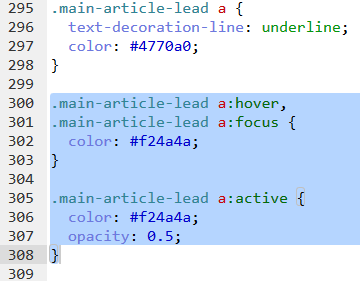 295 .main-article-lead a {
296   text-decoration-line: underline;
297   color: #4770a0;
298 }
299
300 .main-article-lead a:hover,
301 .main-article-lead a:focus {
302   color: #f24a4a;
303 }
304
305 .main-article-lead a:active {
306   color: #f24a4a;
307   opacity: 0.5;
308 }
309